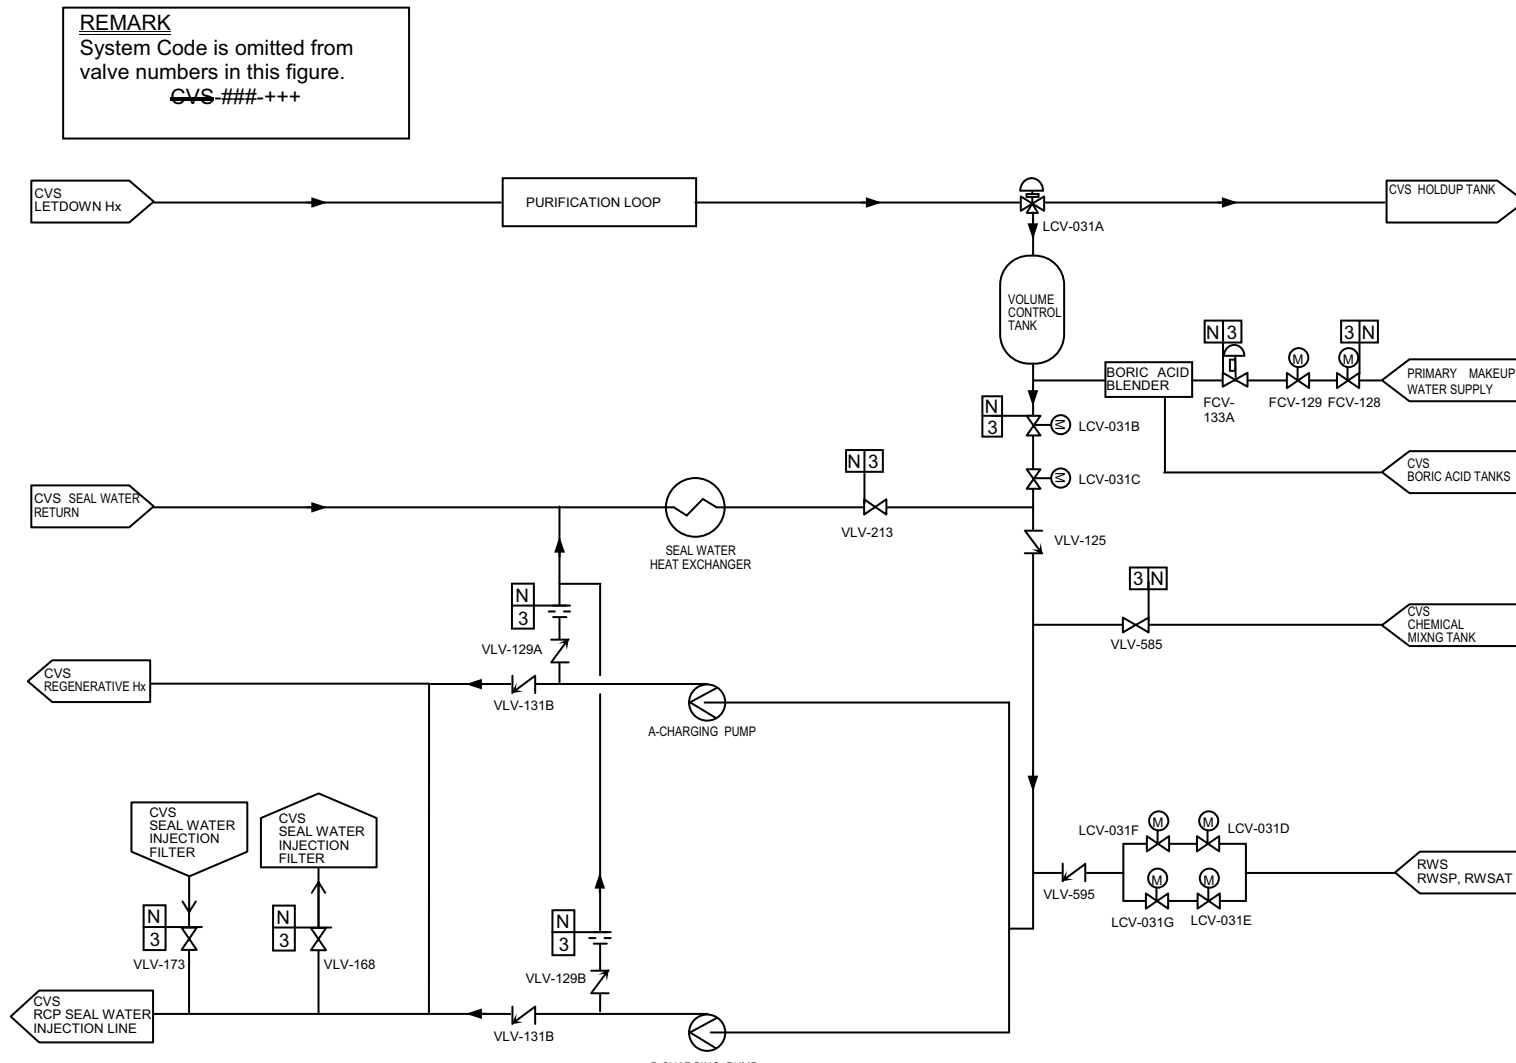 REMARK
System Code is omitted from
valve numbers in this figure.
CVS-###-+++
CVS
LETDOWN Hx
PURIFICATION LOOP
LCV-031A
CVS HOLDUP TANK
VOLUME
CONTROL
TANK
N 3
3 N
BORIC ACID
BLENDER
FCV-
133A
M
FCV-129
M
FCV-128
PRIMARY MAKEUP
WATER SUPPLY
N
3
M
LCV-031B
M
LCV-031C
CVS
BORIC ACID TANKS
CVS SEAL WATER
RETURN
SEAL WATER
HEAT EXCHANGER
N 3
VLV-213
VLV-125
N
3
VLV-129A
3 N
VLV-585
CVS
CHEMICAL
MIXNG TANK
CVS
REGENERATIVE Hx
VLV-131B
A-CHARGING PUMP
CVS
SEAL WATER
INJECTION
FILTER
CVS
SEAL WATER
INJECTION
FILTER
LCV-031F
M
M
LCV-031D
VLV-595
M
M
LCV-031G
LCV-031E
RWS
RWSP, RWSAT
N
3
VLV-173
N
3
VLV-168
N
3
VLV-129B
CVS
RCP SEAL WATER
INJECTION LINE
VLV-131B